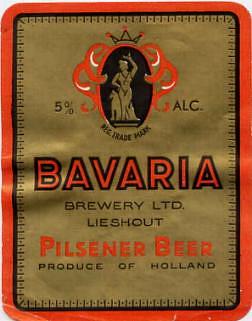 5% ALC.
REG. TRADE MARK
BAVARIA
BREWERY LTD.
LIESHOUT
PILSENER BEER
PRODUCE OF HOLLAND